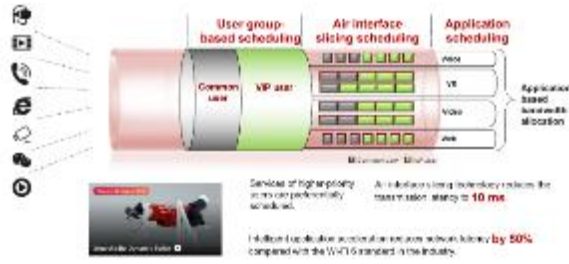 User group-
based scheduling
Air interface
slicing scheduling
Application
scheduling
Common
user
VIP user
Voice
VR
Video
Web
Application
based
bandwidth
allocation
Services of higher-priority
users are preferentially
scheduled.
Air interface slicing technology reduces the
transmission latency to 10 ms
Intelligent application acceleration reduces network latency by 50%
compared with the Wi-Fi 6 standard in the industry.